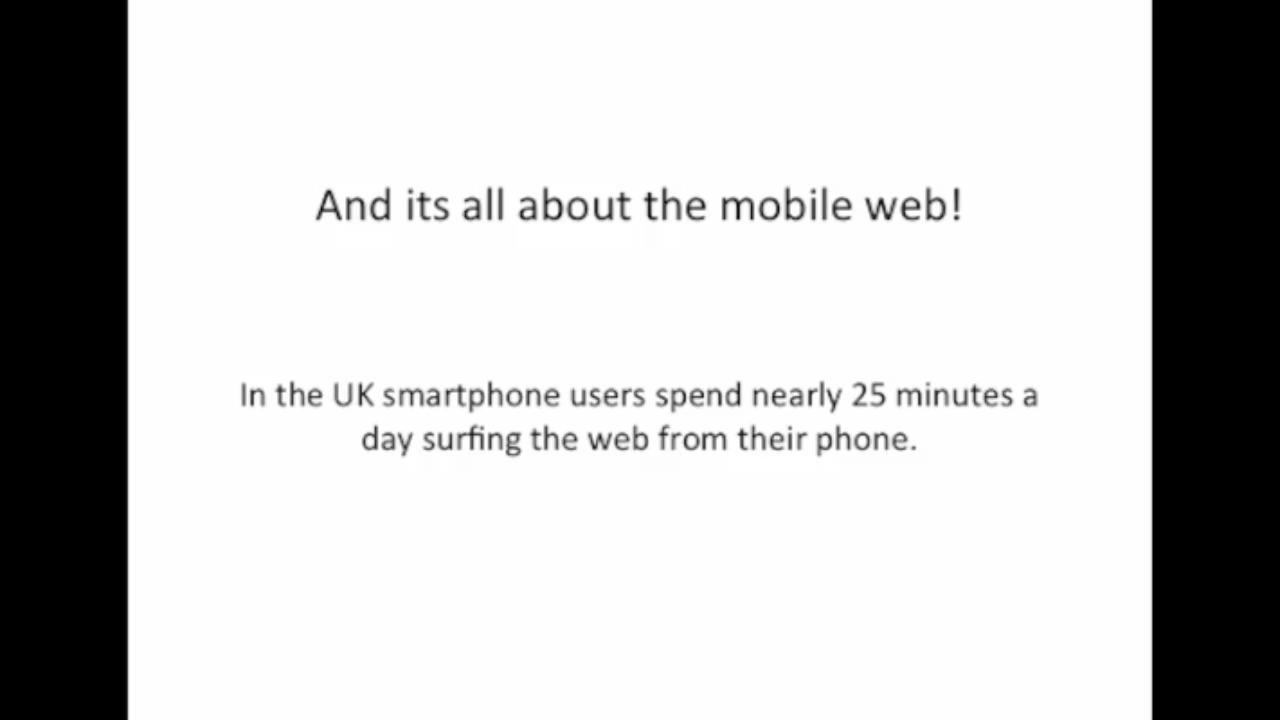 And its all about the mobile web!
In the UK smartphone users spend nearly 25 minutes a
day surfing the web from their phone.